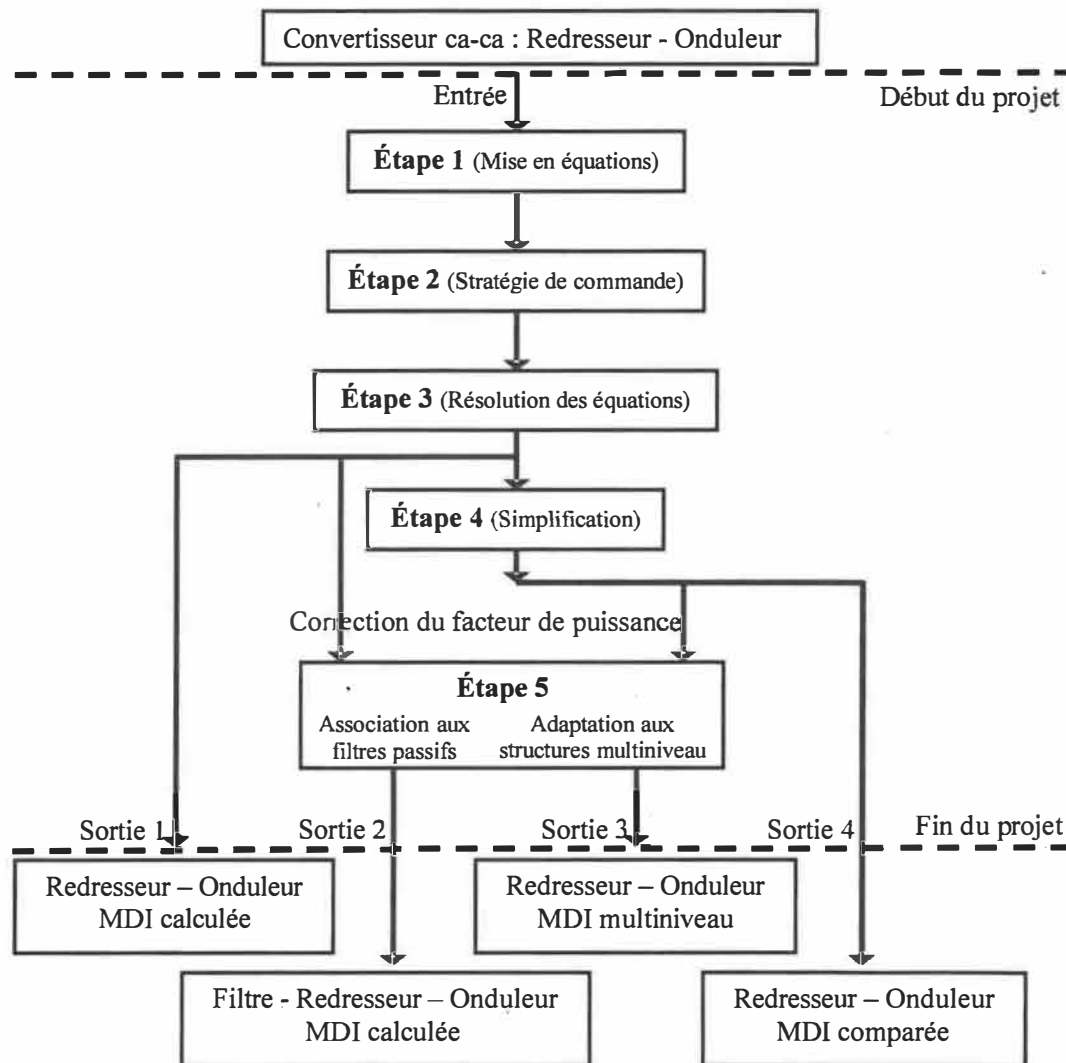 Convertisseur ca-ca : Redresseur - Onduleur
Entrée
Début du projet
Étape 1 (Mise en équations)
Étape 2 (Stratégie de commande)
Étape 3 (Résolution des équations)
Étape 4 (Simplification)
Correction du facteur de puissance
Étape 5
Association aux
filtres passifs
Adaptation aux
structures multiniveau
Sortie 1
Sortie 2
Sortie 3
Sortie 4
Fin du projet
Redresseur – Onduleur
MDI calculée
Redresseur – Onduleur
MDI multiniveau
Filtre - Redresseur – Onduleur
MDI calculée
Redresseur – Onduleur
MDI comparée